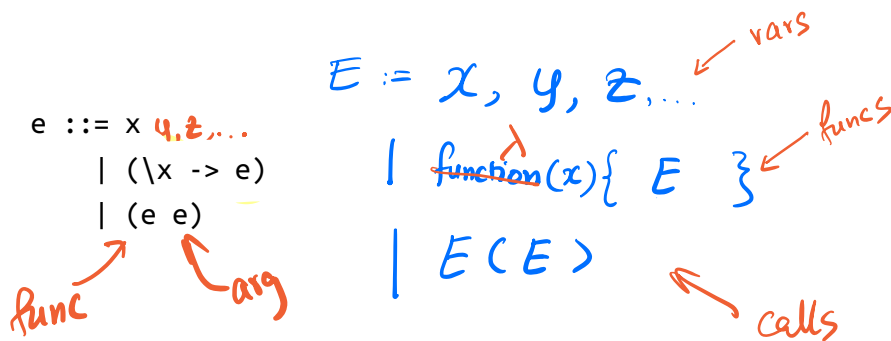 e ::= x y,z,...
| (\x -> e)
| (e e)
func
arg
E := x, y, z,...
vars
λ
| function(x){ E }
funcs
| E(E)
calls